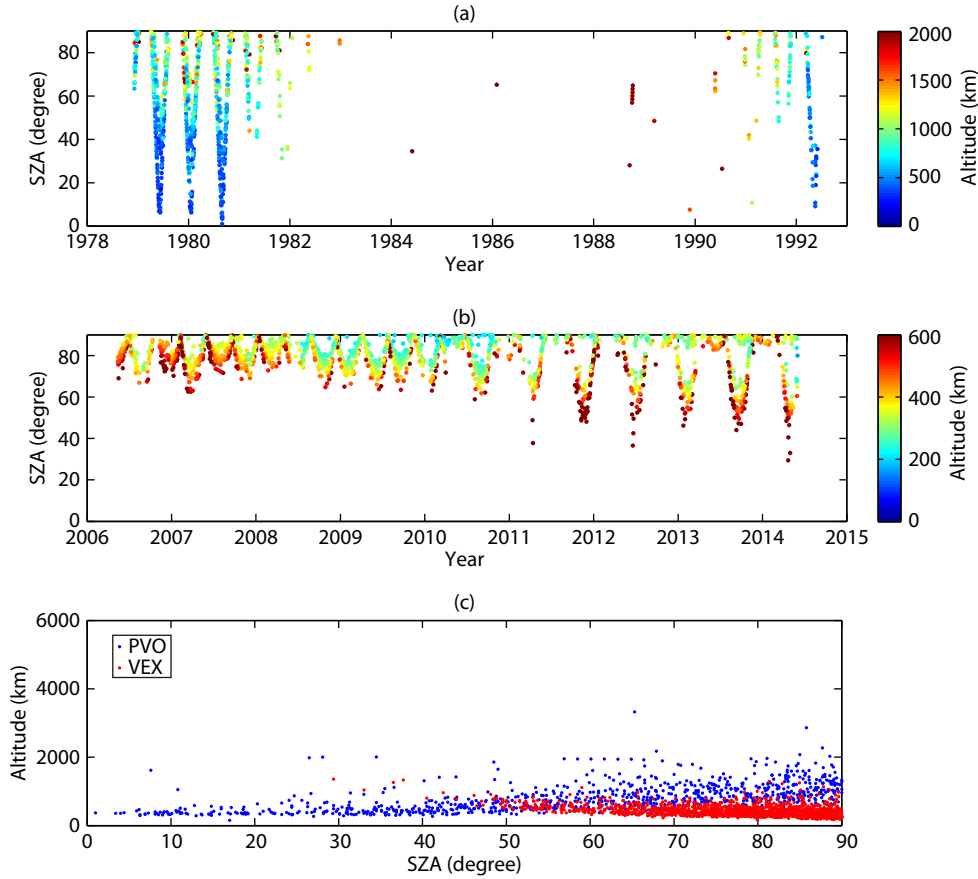 (a)
80
60
40
20
0
SZA (degree)
1978 1980 1982 1984 1986 1988 1990 1992
Year
2000
1500
1000
500
0
Altitude (km)
(b)
80
60
40
20
0
SZA (degree)
2006 2007 2008 2009 2010 2011 2012 2013 2014 2015
Year
600
400
200
0
Altitude (km)
(c)
6000
4000
2000
0
Altitude (km)
PVO
VEX
0 10 20 30 40 50 60 70 80 90
SZA (degree)